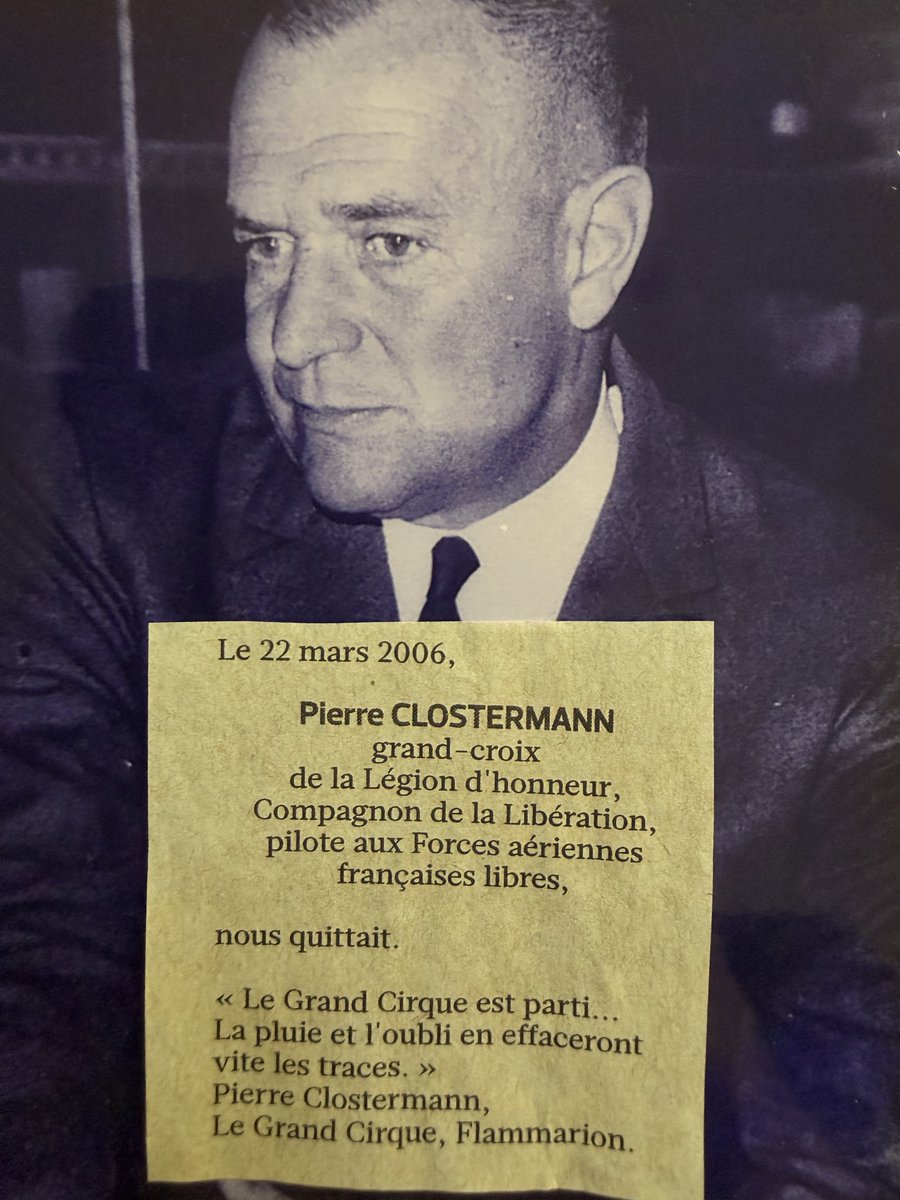 Le 22 mars 2006,
Pierre CLOSTERMANN
grand-croix
de la Légion d'honneur,
Compagnon de la Libération,
pilote aux Forces aériennes
françaises libres,
nous quittait.
« Le Grand Cirque est parti...
La pluie et l'oubli en effaceront
vite les traces. »
Pierre Clostermann,
Le Grand Cirque, Flammarion.